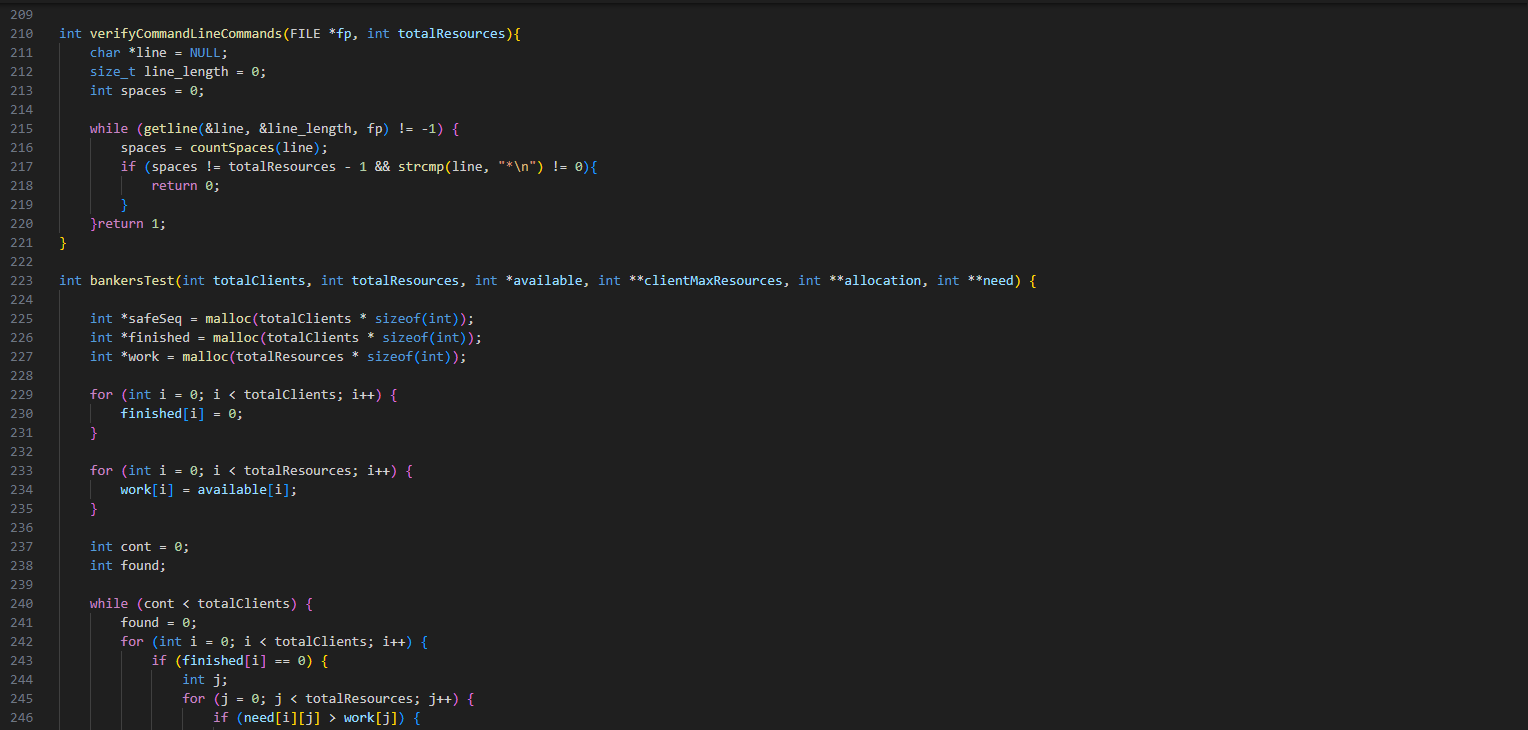 209
210 int verifyCommandLineCommands(FILE *fp, int totalResources){
211     char *line = NULL;
212     size_t line_length = 0;
213     int spaces = 0;
214
215     while (getline(&line, &line_length, fp) != -1) {
216         spaces = countSpaces(line);
217         if (spaces != totalResources - 1 && strcmp(line, "*\n") != 0){
218             return 0;
219         }
220     }return 1;
221 }
222
223 int bankersTest(int totalClients, int totalResources, int *available, int **clientMaxResources, int **allocation, int **need) {
224
225     int *safeSeq = malloc(totalClients * sizeof(int));
226     int *finished = malloc(totalClients * sizeof(int));
227     int *work = malloc(totalResources * sizeof(int));
228
229     for (int i = 0; i < totalClients; i++) {
230         finished[i] = 0;
231     }
232
233     for (int i = 0; i < totalResources; i++) {
234         work[i] = available[i];
235     }
236
237     int cont = 0;
238     int found;
239
240     while (cont < totalClients) {
241         found = 0;
242         for (int i = 0; i < totalClients; i++) {
243             if (finished[i] == 0) {
244                 int j;
245                 for (j = 0; j < totalResources; j++) {
246                     if (need[i][j] > work[j]) {